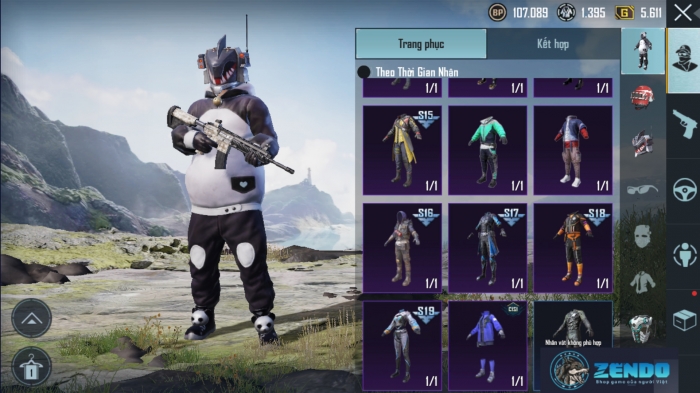 BP 107.089 AG 1.395 G 5.611
Trang phục Kết hợp
Theo Thời Gian Nhận
1/1 1/1 1/1
S15
1/1 1/1 1/1
S16 S17 S18
1/1 1/1 1/1
S19
Nhân vật không phù hợp
1/1 1/1
ZENDO
Shop game của người Việt